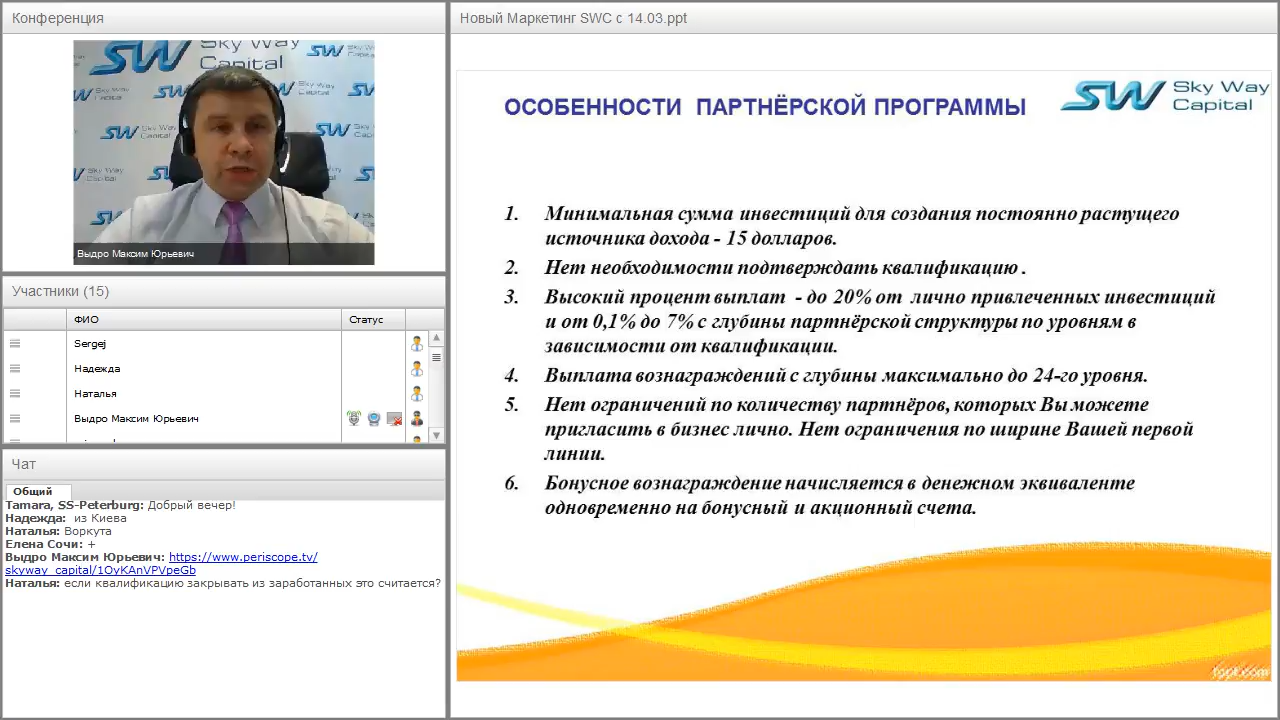 Конференция
SW Sky Way Capital
Выдро Максим Юрьевич
Участники (15)
ФИО
Статус
Sergej
Надежда
Наталья
Выдро Максим Юрьевич
Чат
Общий
Tamara, SS-Peterburg: Добрый вечер!
Надежда: из Киева
Наталья: Воркута
Елена Сочи: +
Выдро Максим Юрьевич: https://www.periscope.tv/
skyway_capital/1OyKAnVPVpeGb
Наталья: если квалификацию закрывать из заработанных это считается?
Новый Маркетинг SWC с 14.03.ppt
ОСОБЕННОСТИ ПАРТНЁРСКОЙ ПРОГРАММЫ
SW Sky Way
Capital
1. Минимальная сумма инвестиций для создания постоянно растущего
источника дохода - 15 долларов.
2. Нет необходимости подтверждать квалификацию .
3. Высокий процент выплат - до 20% от лично привлеченных инвестиций
и от 0,1% до 7% с глубины партнёрской структуры по уровням в
зависимости от квалификации.
4. Выплата вознаграждений с глубины максимально до 24-го уровня.
5. Нет ограничений по количеству партнёров, которых Вы можете
пригласить в бизнес лично. Нет ограничения по ширине Вашей первой
линии.
6. Бонусное вознаграждение начисляется в денежном эквиваленте
одновременно на бонусный и акционный счета.
fppt.com